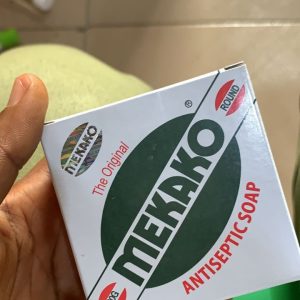 MEKAKO
The Original
ROUND
®
MEKAKO
ANTISEPTIC SOAP